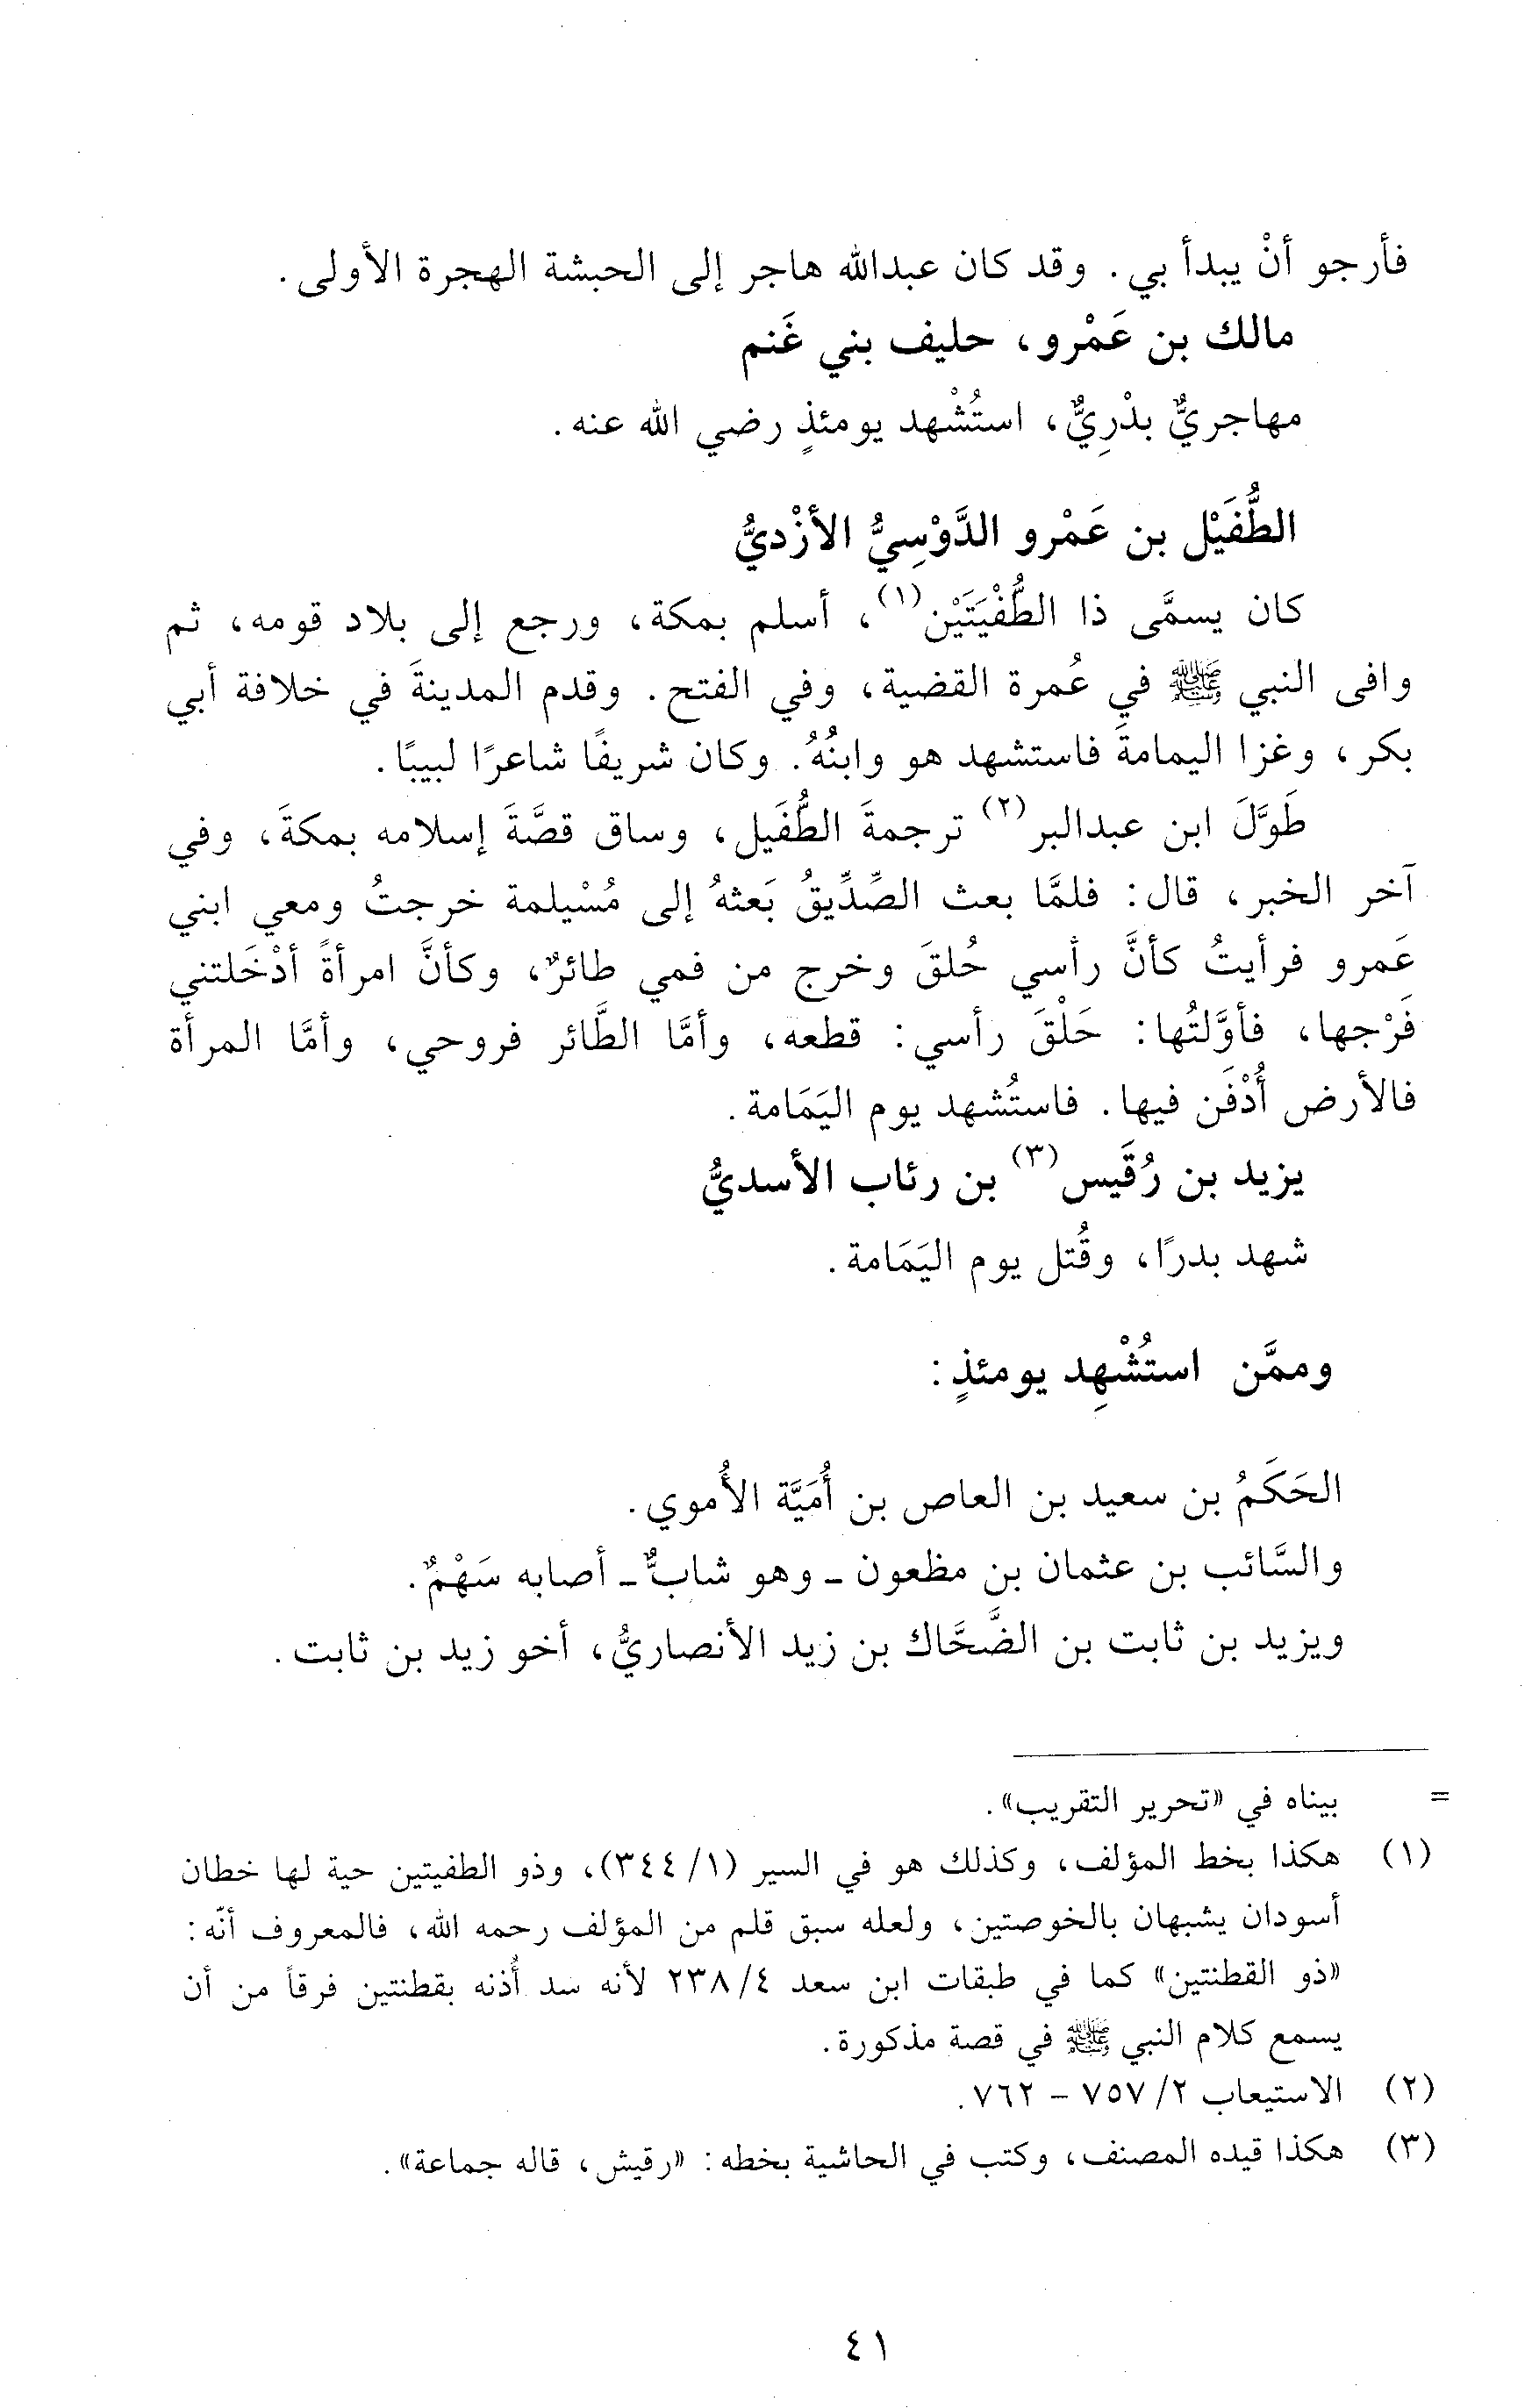 فأرجو أنْ يبدأ بي. وقد كان عبدالله هاجر إلى الحبشة الهجرة الأولى.
مالك بن عَمْرو، حليف بني غَنم
مهاجريٌّ بدْرِيٌّ، استُشْهد يومئذٍ رضي الله عنه.
الطُّفَيْل بن عَمْرو الدَّوْسِيُّ الأزْديُّ
كان يسمَّى ذا الطُّفْيَتَيْن(١)، أسلم بمكة، ورجع إلى بلاد قومه، ثم
وافى النبي ﷺ في عُمرة القضية، وفي الفتح. وقدم المدينةَ في خلافة أبي
بكر، وغزا اليمامةَ فاستشهد هو وابنُهُ. وكان شريفًا شاعرًا لبيبًا.
طَوَّلَ ابن عبدالبر(٢) ترجمةَ الطُّفَيل، وساق قصَّةَ إسلامه بمكةَ، وفي
آخر الخبر، قال: فلمَّا بعث الصِّدِّيقُ بَعثهُ إلى مُسْيلمة خرجتُ ومعي ابني
عَمرو فرأيتُ كأنَّ رأسي حُلقَ وخرج من فمي طائرٌ، وكأنَّ امرأةً أدْخَلتني
فَرْجها، فأوَّلتُها: حَلْقَ رأسي: قطعه، وأمَّا الطَّائر فروحي، وأمَّا المرأة
فالأرض أُدْفَن فيها. فاستُشهد يوم اليَمَامة.
يزيد بن رُقَيس(٣) بن رئاب الأسديُّ
شهد بدرًا، وقُتل يوم اليَمَامة.
وممَّن استُشْهِد يومئذٍ:
الحَكَمُ بن سعيد بن العاص بن أُمَيَّة الأُموي.
والسَّائب بن عثمان بن مظعون ـ وهو شابٌّ ـ أصابه سَهْمٌ.
ويزيد بن ثابت بن الضَّحَّاك بن زيد الأنصاريُّ، أخو زيد بن ثابت.
= بيناه في «تحرير التقريب».
(١) هكذا بخط المؤلف، وكذلك هو في السير (١/ ٣٤٤)، وذو الطفيتين حية لها خطان
أسودان يشبهان بالخوصتين، ولعله سبق قلم من المؤلف رحمه الله، فالمعروف أنّه:
«ذو القطنتين» كما في طبقات ابن سعد ٤/ ٢٣٨ لأنه سد أُذنه بقطنتين فرقاً من أن
يسمع كلام النبي ﷺ في قصة مذكورة.
(٢) الاستيعاب ٢/ ٧٥٧ - ٧٦٢.
(٣) هكذا قيده المصنف، وكتب في الحاشية بخطه: «رقيش، قاله جماعة».
٤١